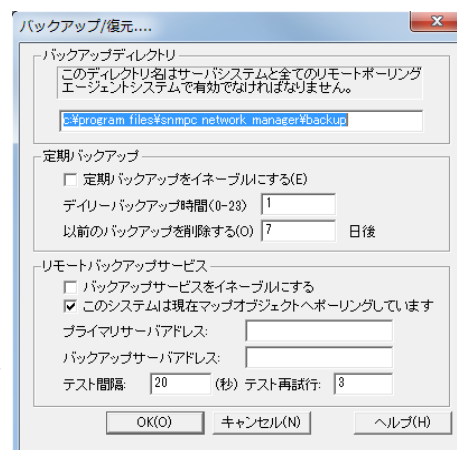 バックアップ/復元....
バックアップディレクトリ
このディレクトリ名はサーバシステムと全てのリモートポーリング
エージェントシステムで有効でなければなりません。
c:¥program files¥snmpc network manager¥backup
定期バックアップ
定期バックアップをイネーブルにする(E)
デイリーバックアップ時間(0-23) 1
以前のバックアップを削除する(O) 7 日後
リモートバックアップサービス
バックアップサービスをイネーブルにする
このシステムは現在マップオブジェクトへポーリングしています
プライマリサーバアドレス:
バックアップサーバアドレス:
テスト間隔: 20 (秒) テスト再試行: 3
OK(O) キャンセル(N) ヘルプ(H)